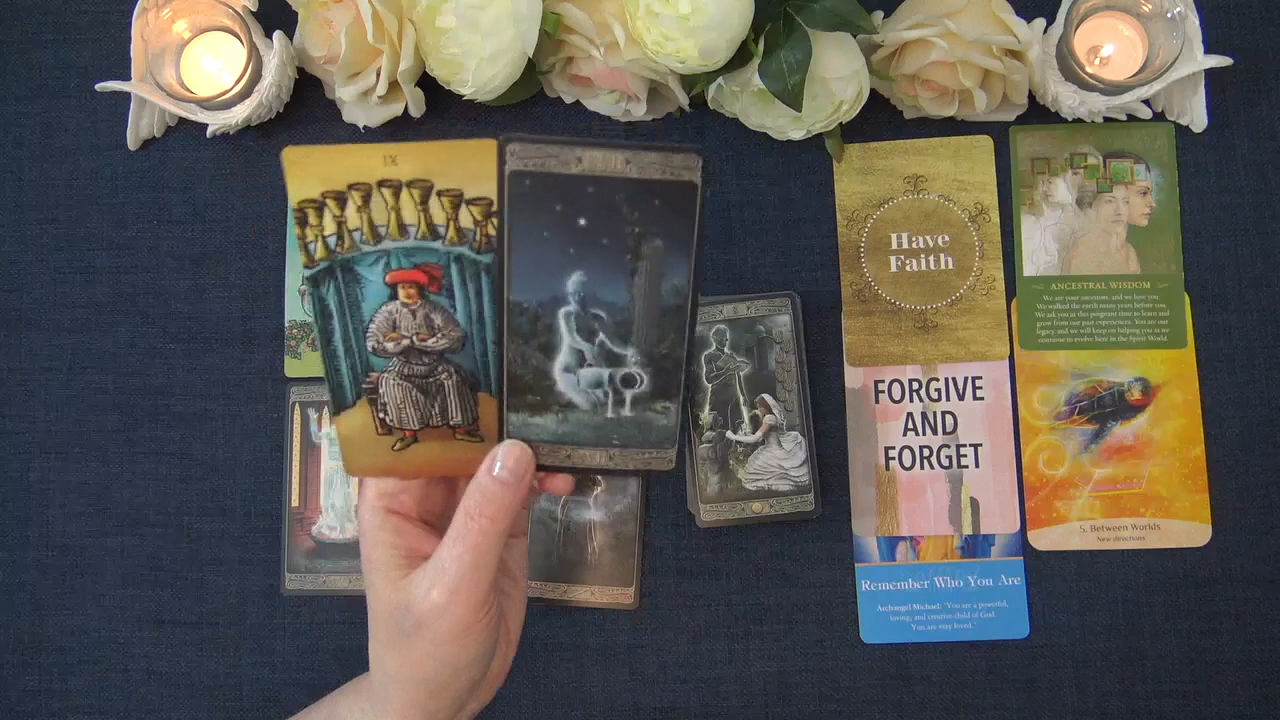 IX
Have
Faith
ANCESTRAL WISDOM
We are your ancestors, and we love you.
We walked the earth many years before you.
We ask you at this poignant time to learn and
grow from our past experiences. You are our
legacy, and we will keep on helping you as we
continue to evolve here in the Spirit World.
FORGIVE
AND
FORGET
5. Between Worlds
New directions
Remember Who You Are
Archangel Michael: "You are a powerful,
loving, and creative child of God.
You are very loved."